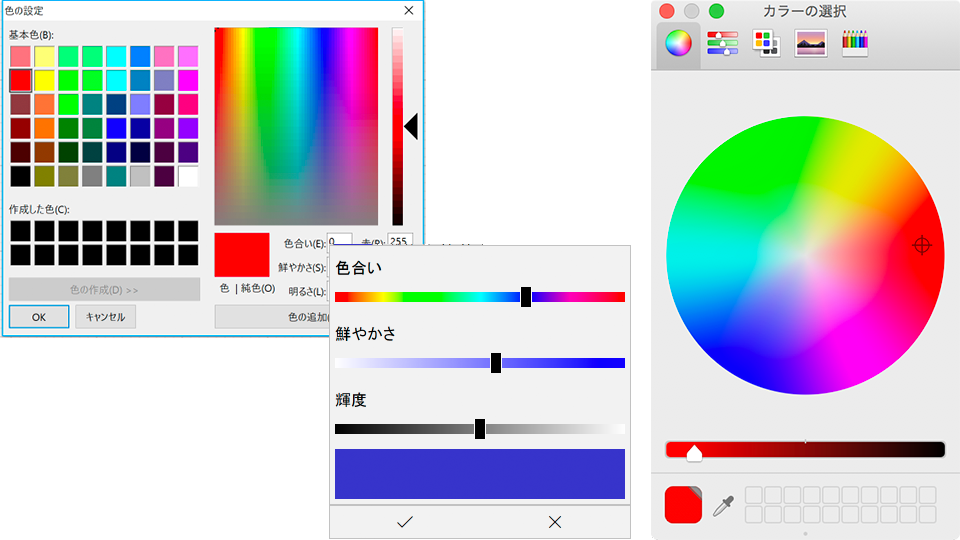 色の設定
基本色(B):
作成した色(C):
色の作成(D) >>
OK
キャンセル
色合い(E):
0
赤(R):
255
鮮やかさ(S):
色 | 純色(O)
明るさ(L):
色の追加(
色合い
鮮やかさ
輝度
カラーの選択